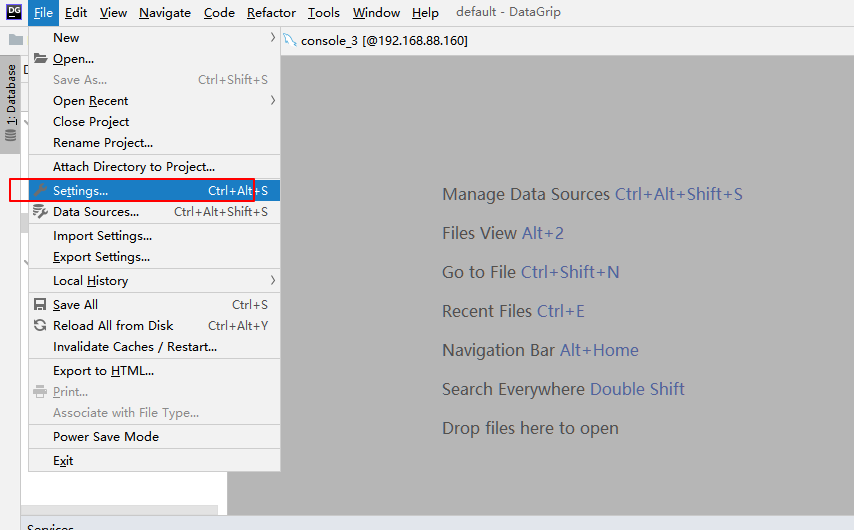 DG File Edit View Navigate Code Refactor Tools Window Help default - DataGrip
console_3 [@192.168.88.160]
1: Database
New
Open...
Save As... Ctrl+Shift+S
Open Recent
Close Project
Rename Project...
Attach Directory to Project...
Settings... Ctrl+Alt+S
Data Sources... Ctrl+Alt+Shift+S
Import Settings...
Export Settings...
Local History
Save All Ctrl+S
Reload All from Disk Ctrl+Alt+Y
Invalidate Caches / Restart...
Export to HTML...
Print...
Associate with File Type...
Power Save Mode
Exit
Manage Data Sources Ctrl+Alt+Shift+S
Files View Alt+2
Go to File Ctrl+Shift+N
Recent Files Ctrl+E
Navigation Bar Alt+Home
Search Everywhere Double Shift
Drop files here to open
Services